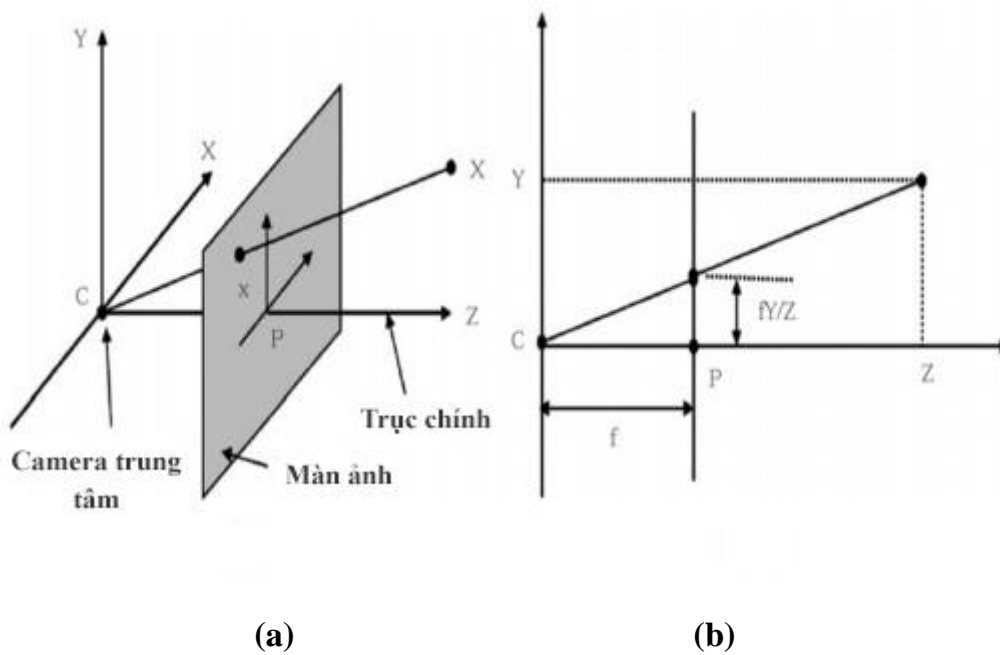 Y
X
X
C
x
P
Z
Trục chính
Camera trung
tâm
Màn ảnh
Y
C
fY/Z
P
Z
f
(a)
(b)